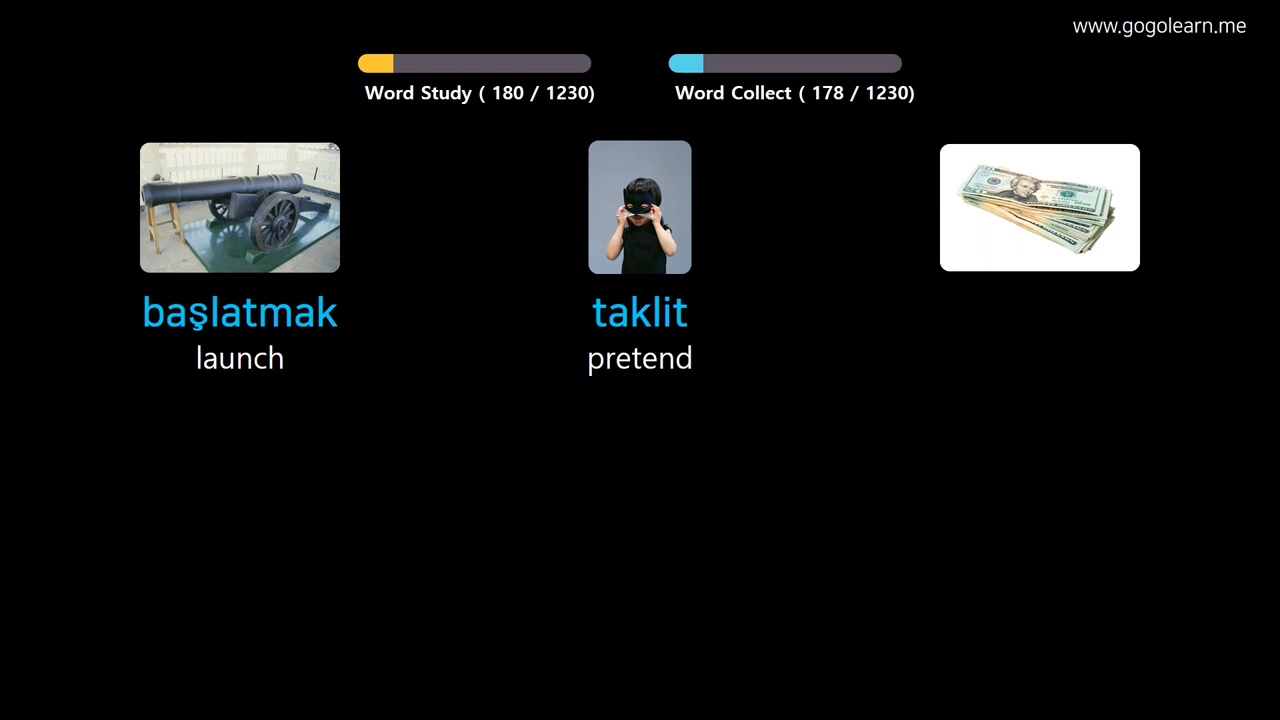 www.gogolearn.me
Word Study ( 180 / 1230)
Word Collect ( 178 / 1230)
başlatmak
launch
taklit
pretend